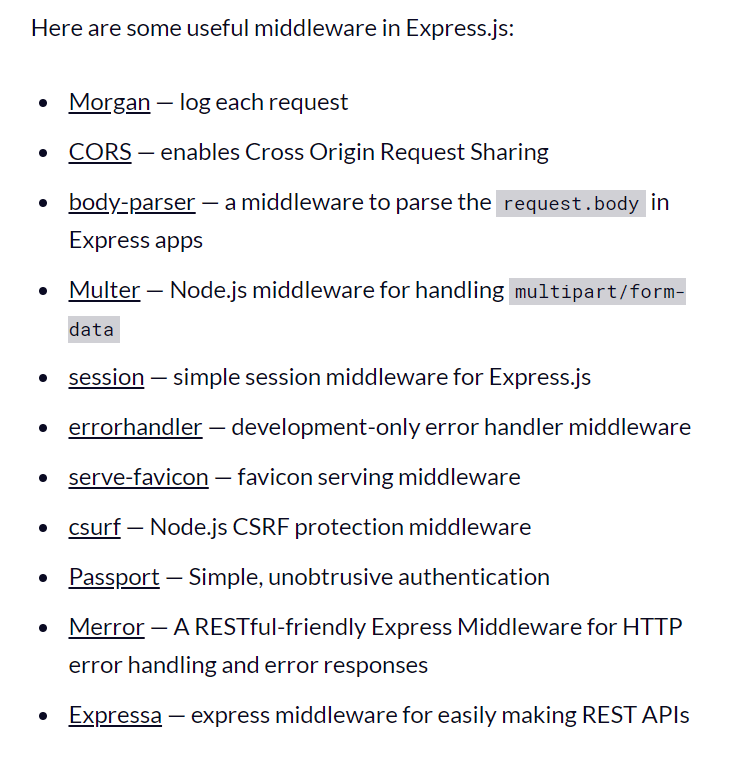 Here are some useful middleware in Express.js:
• Morgan — log each request
• CORS — enables Cross Origin Request Sharing
• body-parser — a middleware to parse the request.body in
Express apps
• Multer — Node.js middleware for handling multipart/form-
data
• session — simple session middleware for Express.js
• errorhandler — development-only error handler middleware
• serve-favicon — favicon serving middleware
• csurf — Node.js CSRF protection middleware
• Passport — Simple, unobtrusive authentication
• Merror — A RESTful-friendly Express Middleware for HTTP
error handling and error responses
• Expressa — express middleware for easily making REST APIs